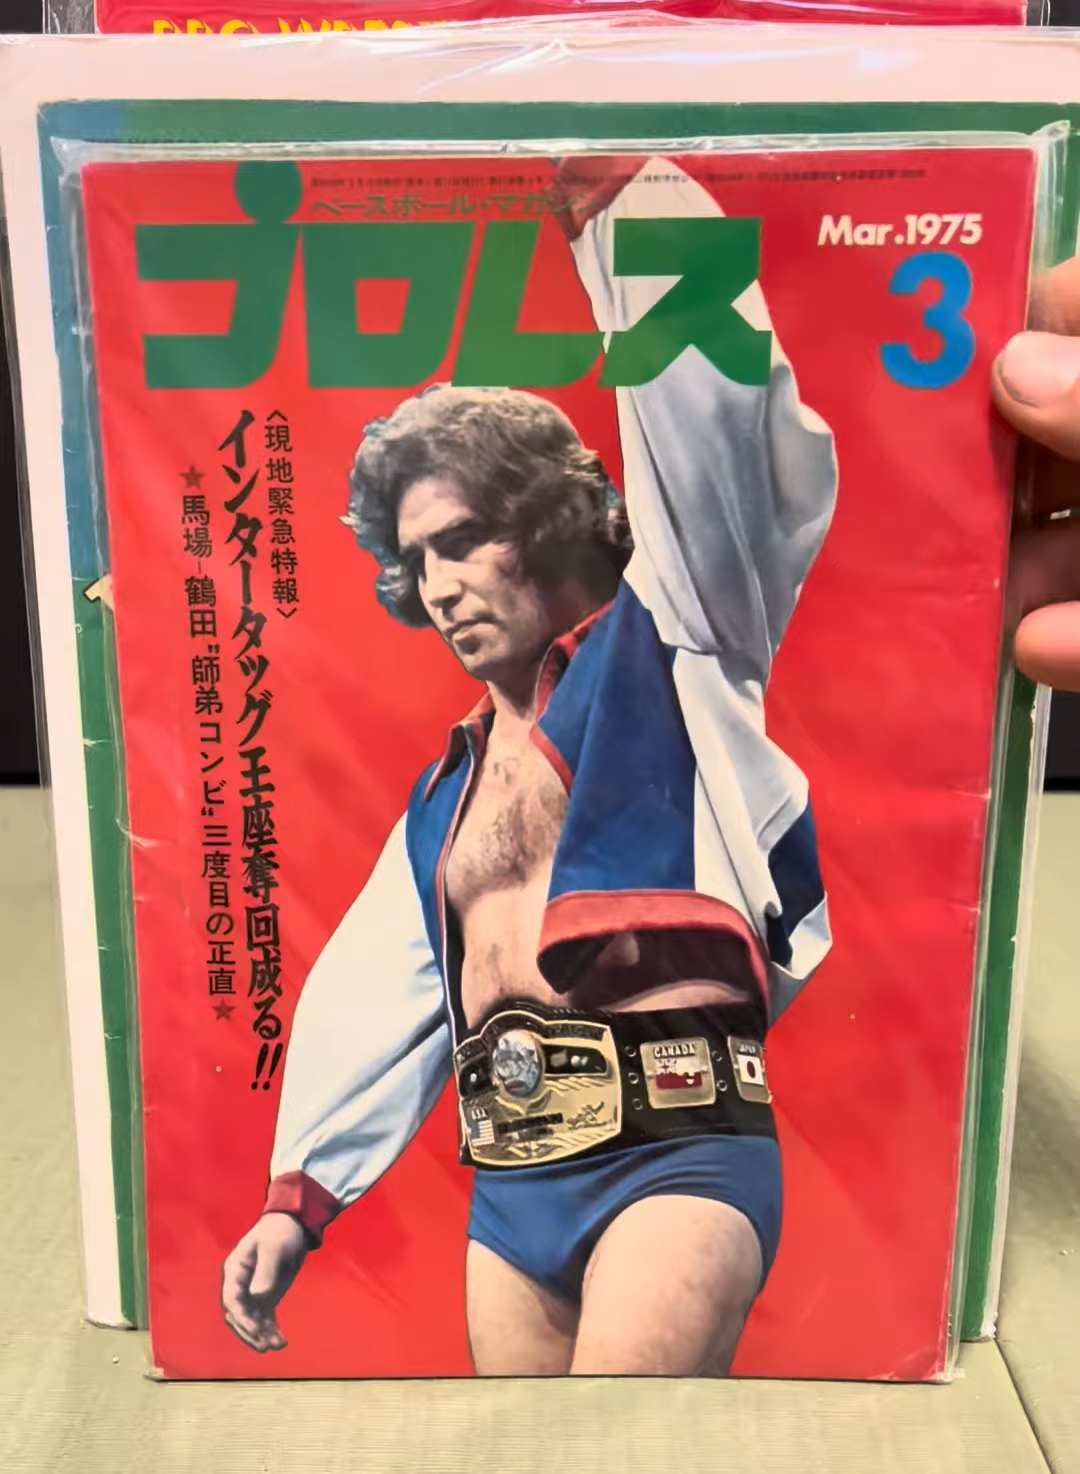 ベースボール・マガジン
プロレス
Mar.1975
3
〈現地緊急特報〉
インタータッグ王座奪回成る!!
★馬場-鶴田"師弟コンビ"三度目の正直★
CANADA
JAPAN
U.S.A.